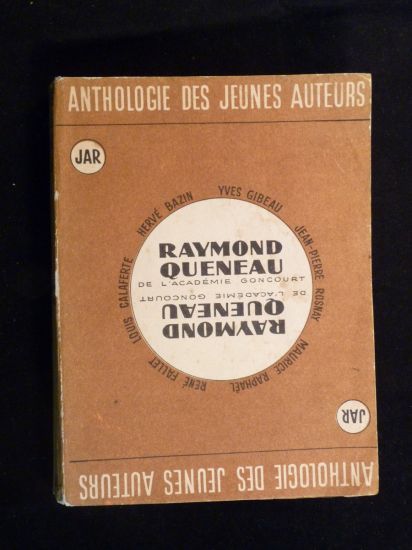 ANTHOLOGIE DES JEUNES AUTEURS
JAR
HERVÉ BAZIN
YVES GIBEAU
JEAN-PIERRE ROSNAY
MAURICE RAPHAËL
RENÉ FALLET
LOUIS CALAFERTE
RAYMOND
QUENEAU
DE L'ACADÉMIE GONCOURT
DE L'ACADÉMIE GONCOURT
RAYMOND
QUENEAU
JAR
ANTHOLOGIE DES JEUNES AUTEURS